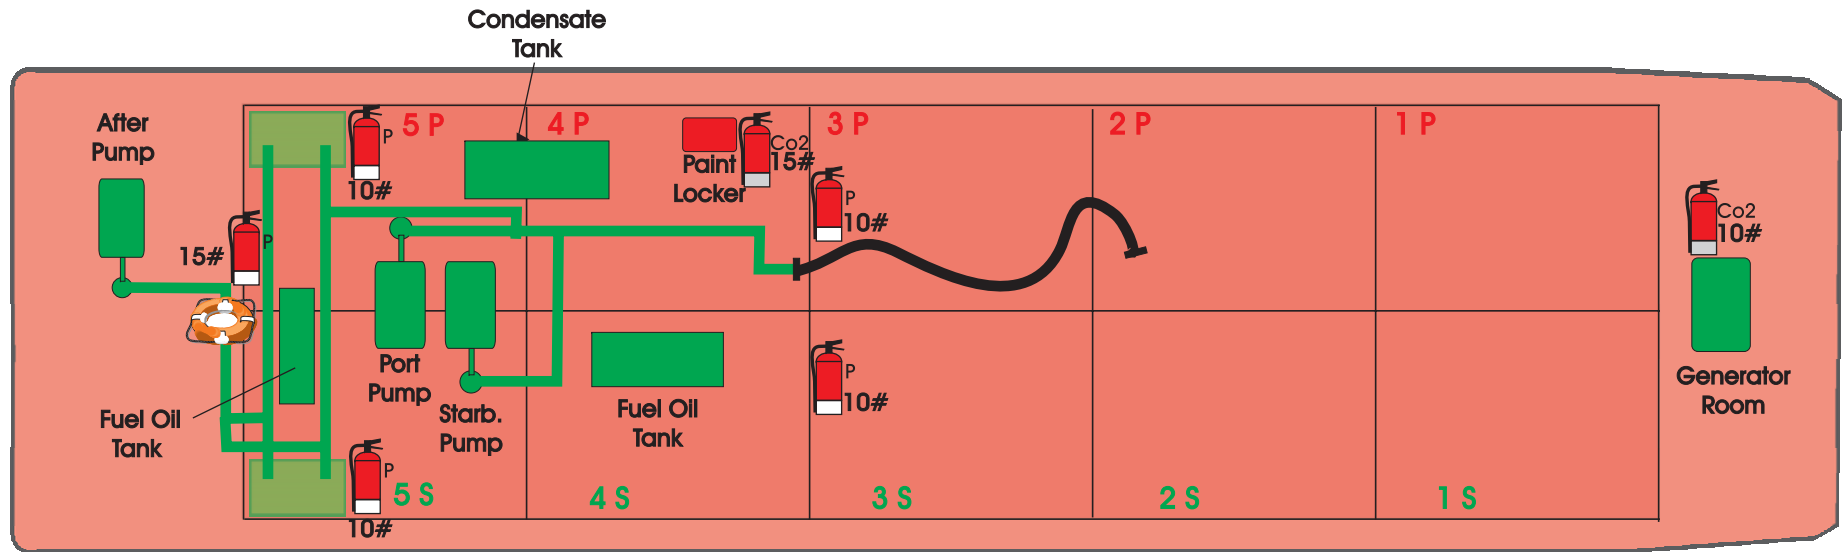 Condensate
Tank
After
Pump
P
10#
5 P
4 P
Paint
Locker
Co2
15#
3 P
2 P
1 P
15#
P
P
10#
Co2
10#
Port
Pump
Starb.
Pump
Fuel Oil
Tank
Fuel Oil
Tank
P
10#
Generator
Room
P
10#
5 S
4 S
3 S
2 S
1 S